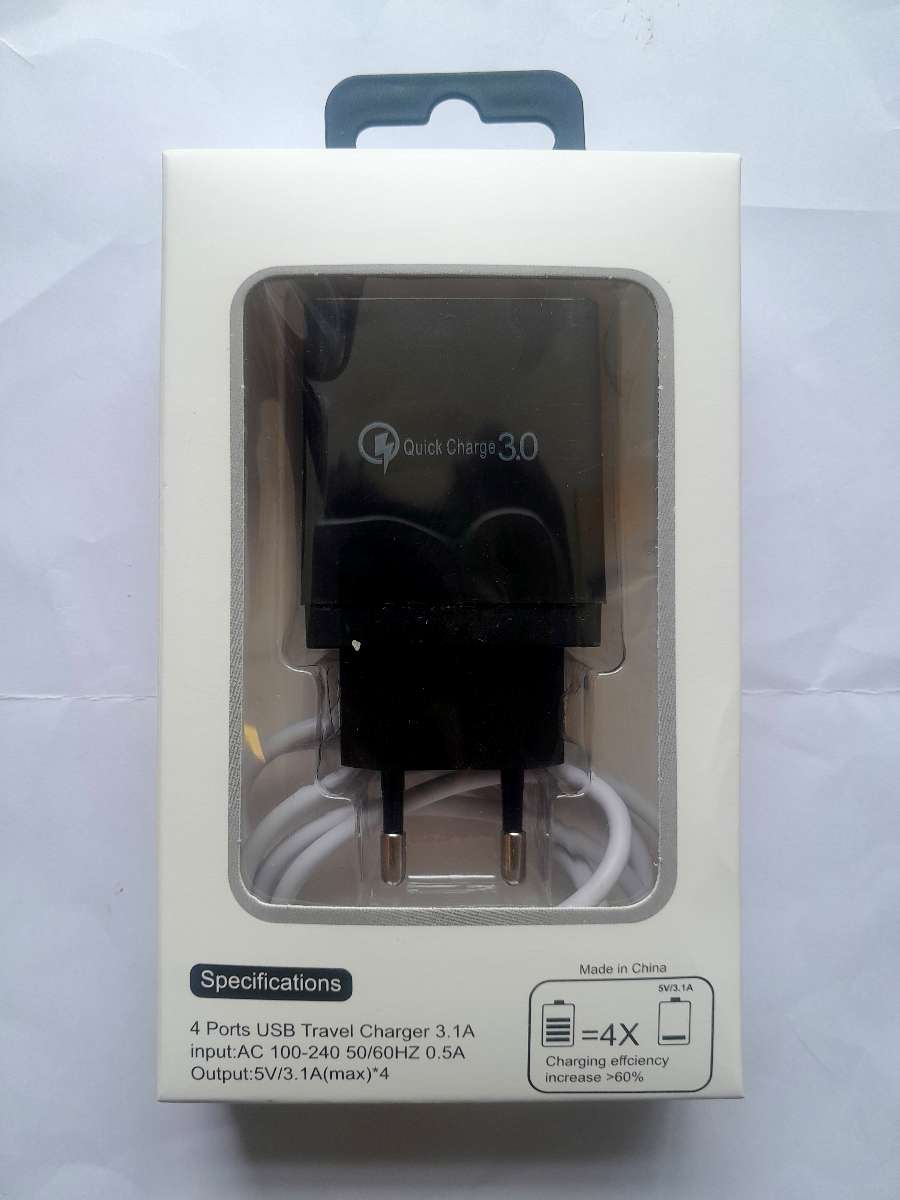 Quick Charge 3.0
Specifications
4 Ports USB Travel Charger 3.1A
input:AC 100-240 50/60HZ 0.5A
Output:5V/3.1A(max)*4
Made in China
5V/3.1A
=4X
Charging effciency
increase >60%